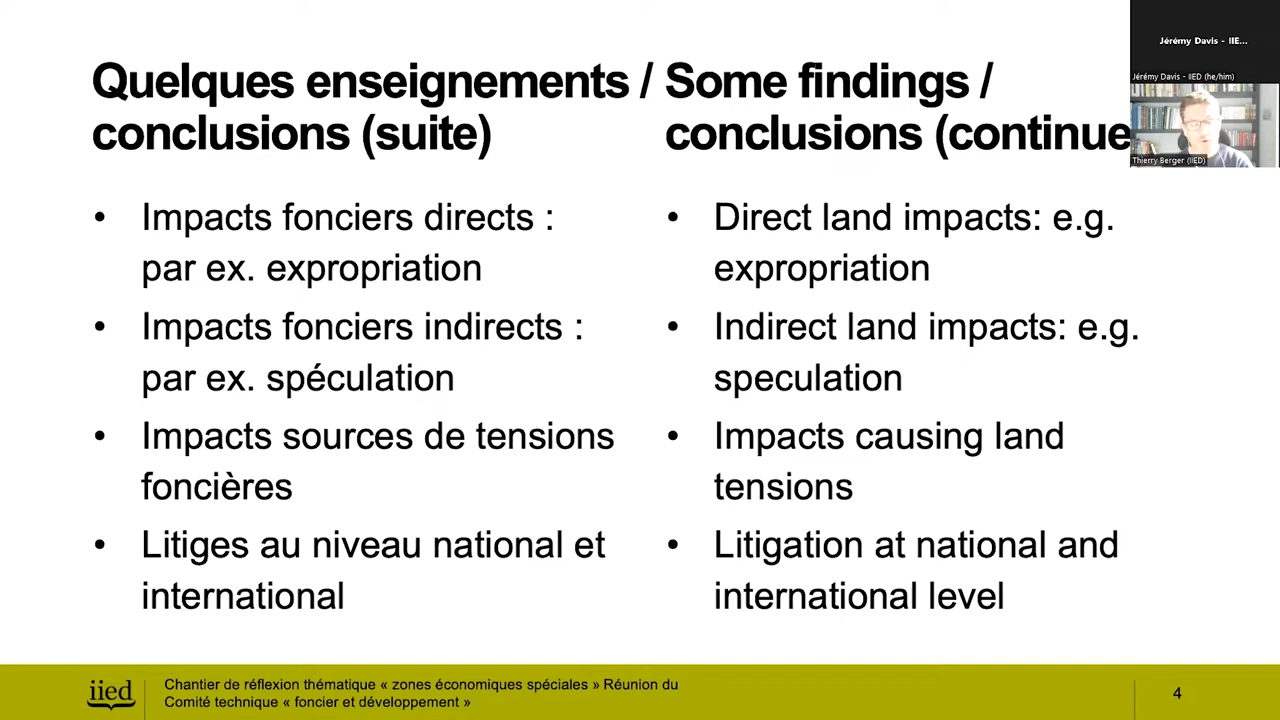 Quelques enseignements /
conclusions (suite)
• Impacts fonciers directs :
par ex. expropriation
• Impacts fonciers indirects :
par ex. spéculation
• Impacts sources de tensions
foncières
• Litiges au niveau national et
international
Some findings /
conclusions (continue
• Direct land impacts: e.g.
expropriation
• Indirect land impacts: e.g.
speculation
• Impacts causing land
tensions
• Litigation at national and
international level
Jérémy Davis - IIE...
Jérémy Davis - IIED (he/him)
Thierry Berger (IIED)
iied
Chantier de réflexion thématique « zones économiques spéciales » Réunion du
Comité technique « foncier et développement »
4